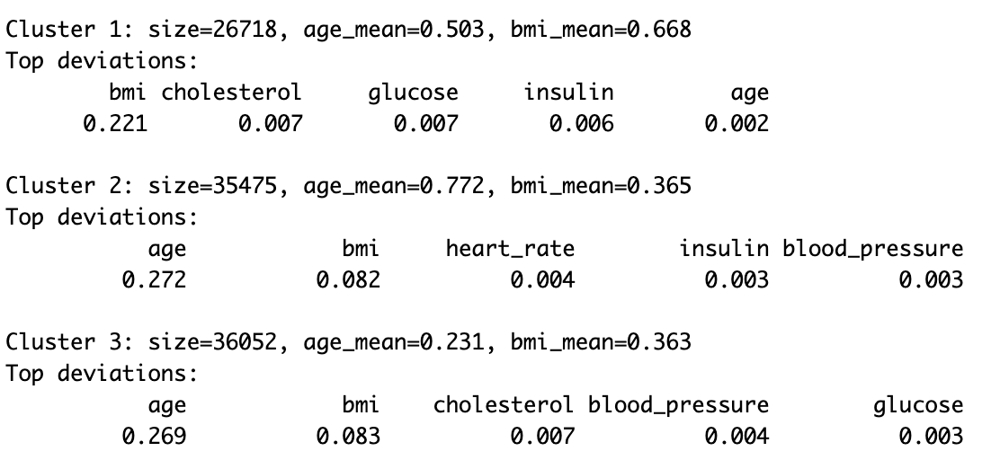 Cluster 1: size=26718, age_mean=0.503, bmi_mean=0.668
Top deviations:
bmi cholesterol glucose insulin age
0.221 0.007 0.007 0.006 0.002
Cluster 2: size=35475, age_mean=0.772, bmi_mean=0.365
Top deviations:
age bmi heart_rate insulin blood_pressure
0.272 0.082 0.004 0.003 0.003
Cluster 3: size=36052, age_mean=0.231, bmi_mean=0.363
Top deviations:
age bmi cholesterol blood_pressure glucose
0.269 0.083 0.007 0.004 0.003